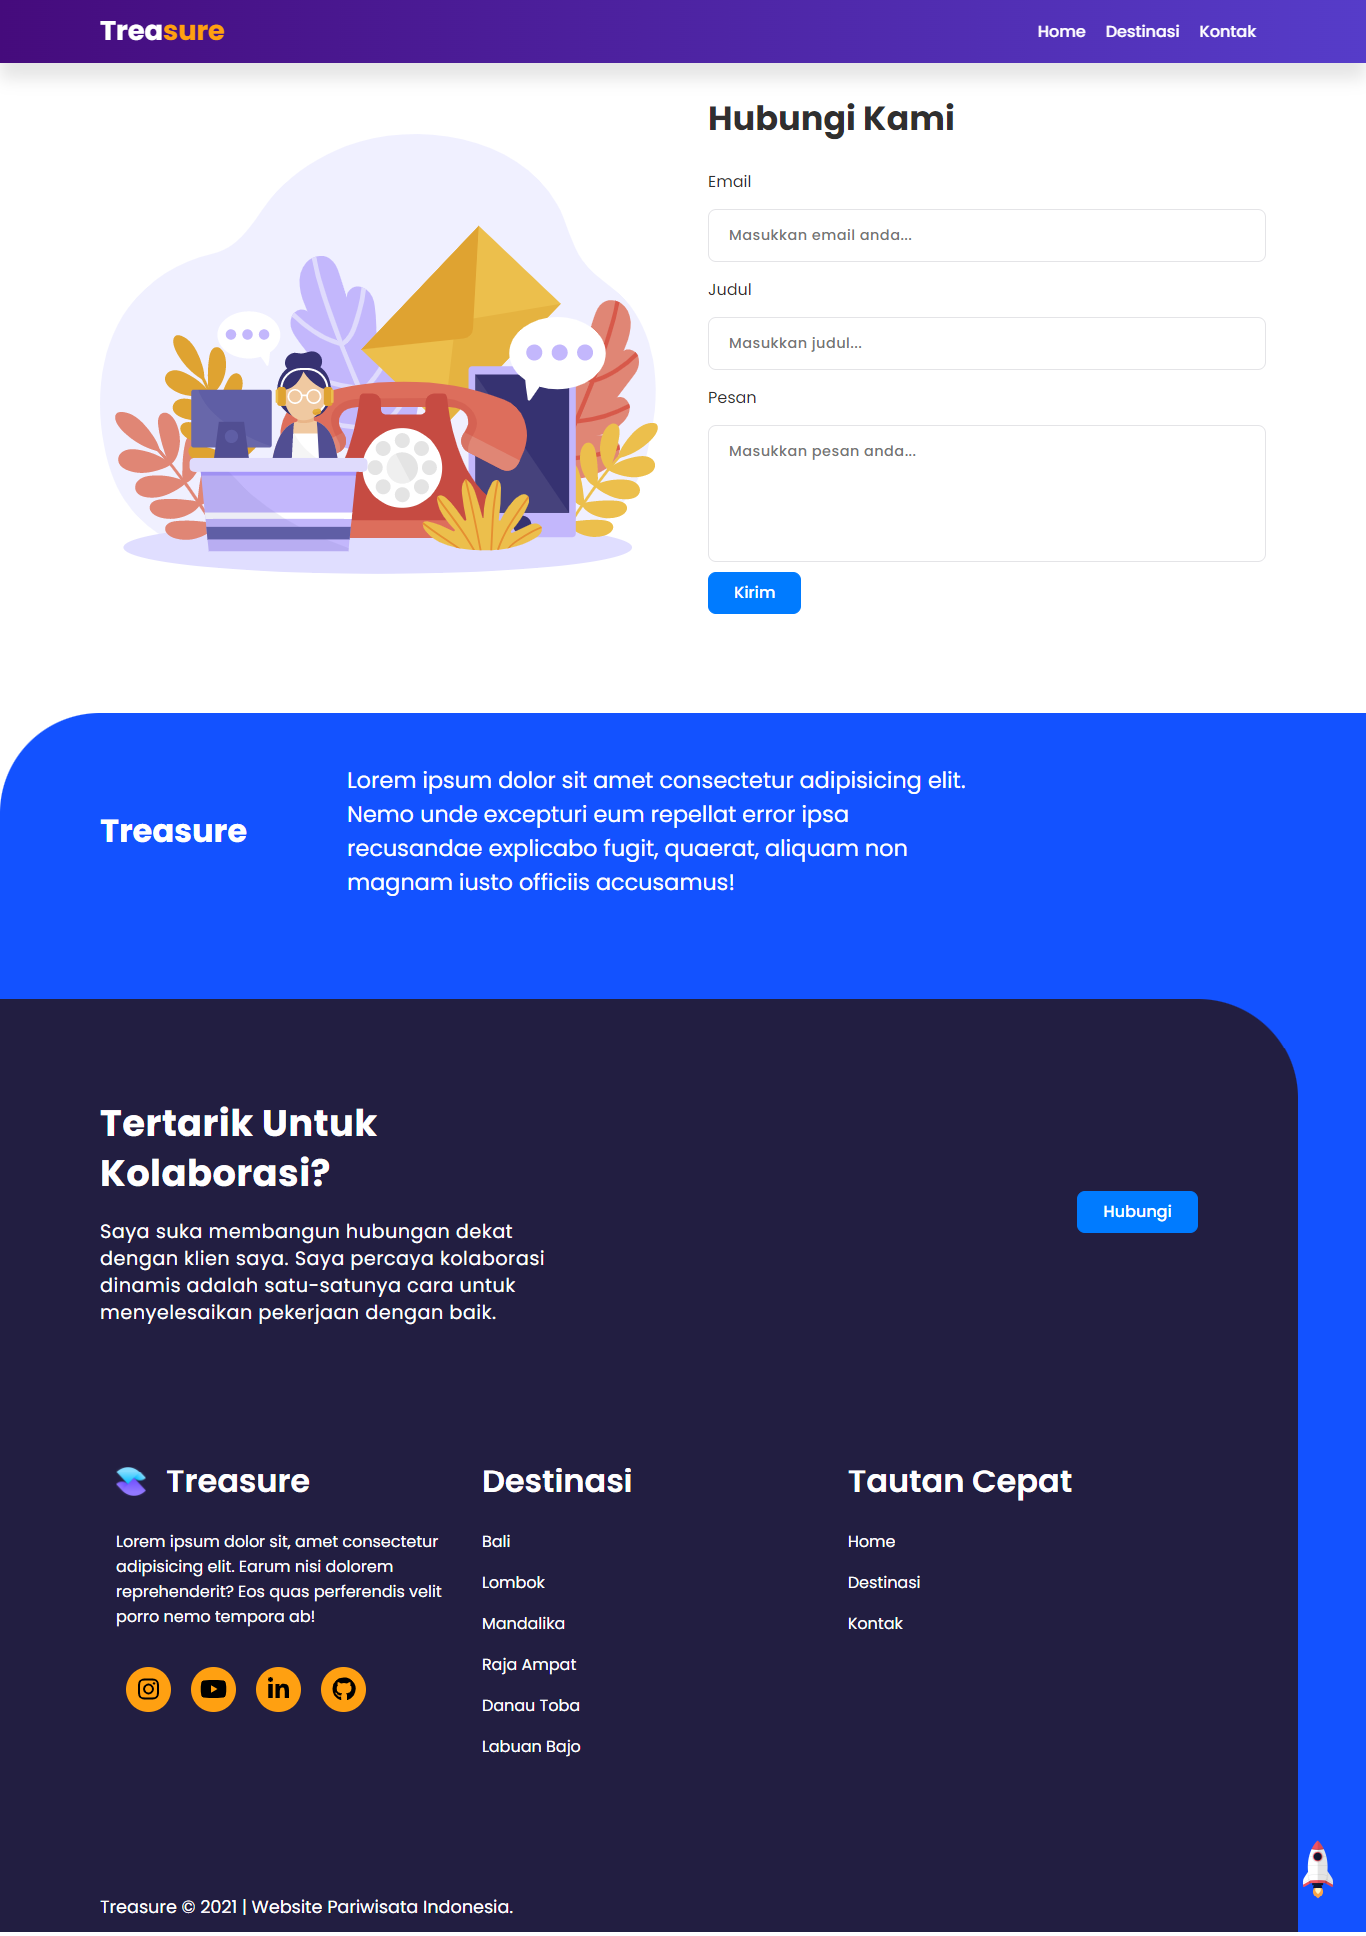 Treasure
Home Destinasi Kontak
Hubungi Kami
Email
Masukkan email anda...
Judul
Masukkan judul...
Pesan
Masukkan pesan anda...
Kirim
Treasure
Lorem ipsum dolor sit amet consectetur adipisicing elit.
Nemo unde excepturi eum repellat error ipsa
recusandae explicabo fugit, quaerat, aliquam non
magnam iusto officiis accusamus!
Tertarik Untuk
Kolaborasi?
Saya suka membangun hubungan dekat
dengan klien saya. Saya percaya kolaborasi
dinamis adalah satu-satunya cara untuk
menyelesaikan pekerjaan dengan baik.
Hubungi
Treasure
Lorem ipsum dolor sit, amet consectetur
adipisicing elit. Earum nisi dolorem
reprehenderit? Eos quas perferendis velit
porro nemo tempora ab!
Destinasi
Bali
Lombok
Mandalika
Raja Ampat
Danau Toba
Labuan Bajo
Tautan Cepat
Home
Destinasi
Kontak
Treasure © 2021 | Website Pariwisata Indonesia.